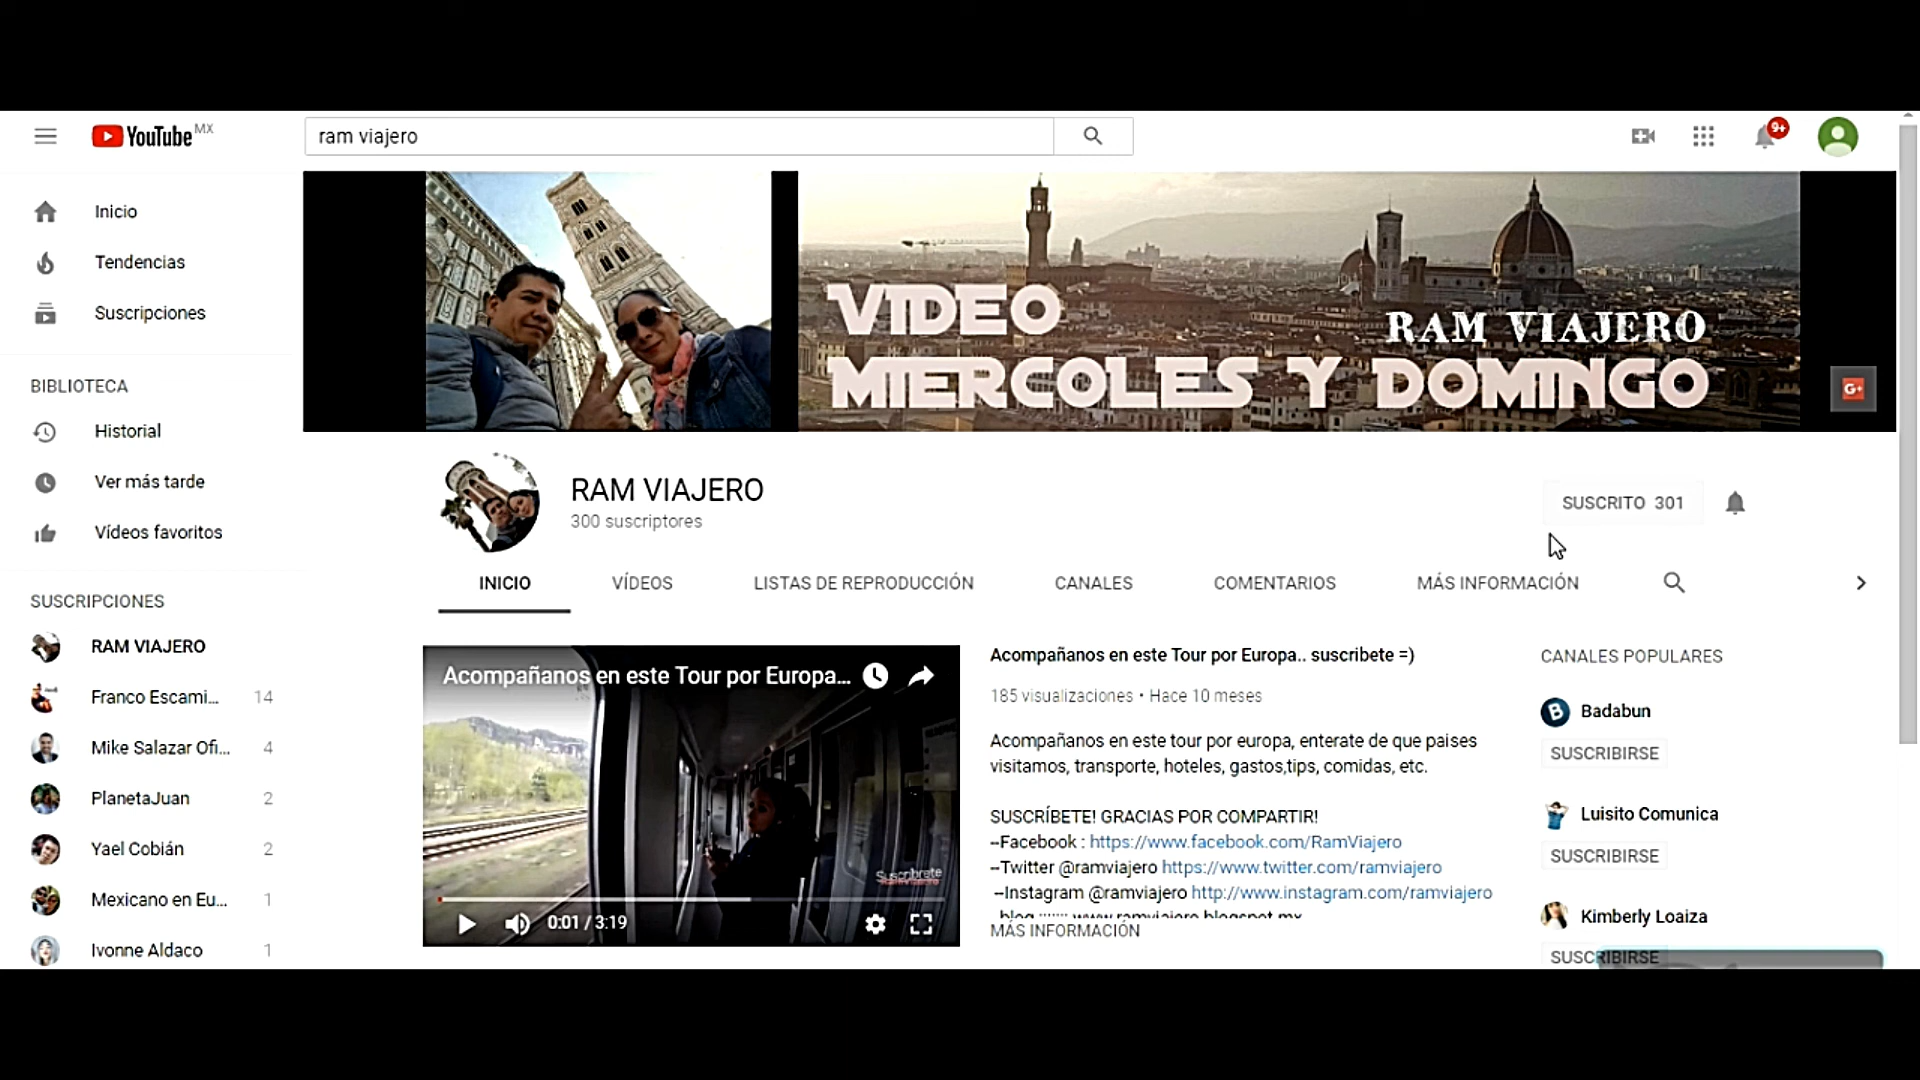 YouTube MX
ram viajero
9+
Inicio
Tendencias
Suscripciones
BIBLIOTECA
Historial
Ver más tarde
Vídeos favoritos
SUSCRIPCIONES
RAM VIAJERO
Franco Escami... 14
Mike Salazar Ofi... 4
PlanetaJuan 2
Yael Cobián 2
Mexicano en Eu... 1
Ivonne Aldaco 1
VIDEO
RAM VIAJERO
MIERCOLES Y DOMINGO
G+
RAM VIAJERO
300 suscriptores
SUSCRITO 301
INICIO VÍDEOS LISTAS DE REPRODUCCIÓN CANALES COMENTARIOS MÁS INFORMACIÓN
Acompañanos en este Tour por Europa...
Suscribrete
RamViajero
0:01 / 3:19
Acompañanos en este Tour por Europa.. suscribete =)
185 visualizaciones • Hace 10 meses
Acompañanos en este tour por europa, enterate de que paises
visitamos, transporte, hoteles, gastos,tips, comidas, etc.
SUSCRÍBETE! GRACIAS POR COMPARTIR!
--Facebook : https://www.facebook.com/RamViajero
--Twitter @ramviajero https://www.twitter.com/ramviajero
--Instagram @ramviajero http://www.instagram.com/ramviajero
MÁS INFORMACIÓN
CANALES POPULARES
Badabun
SUSCRIBIRSE
Luisito Comunica
SUSCRIBIRSE
Kimberly Loaiza
SUSCRIBIRSE